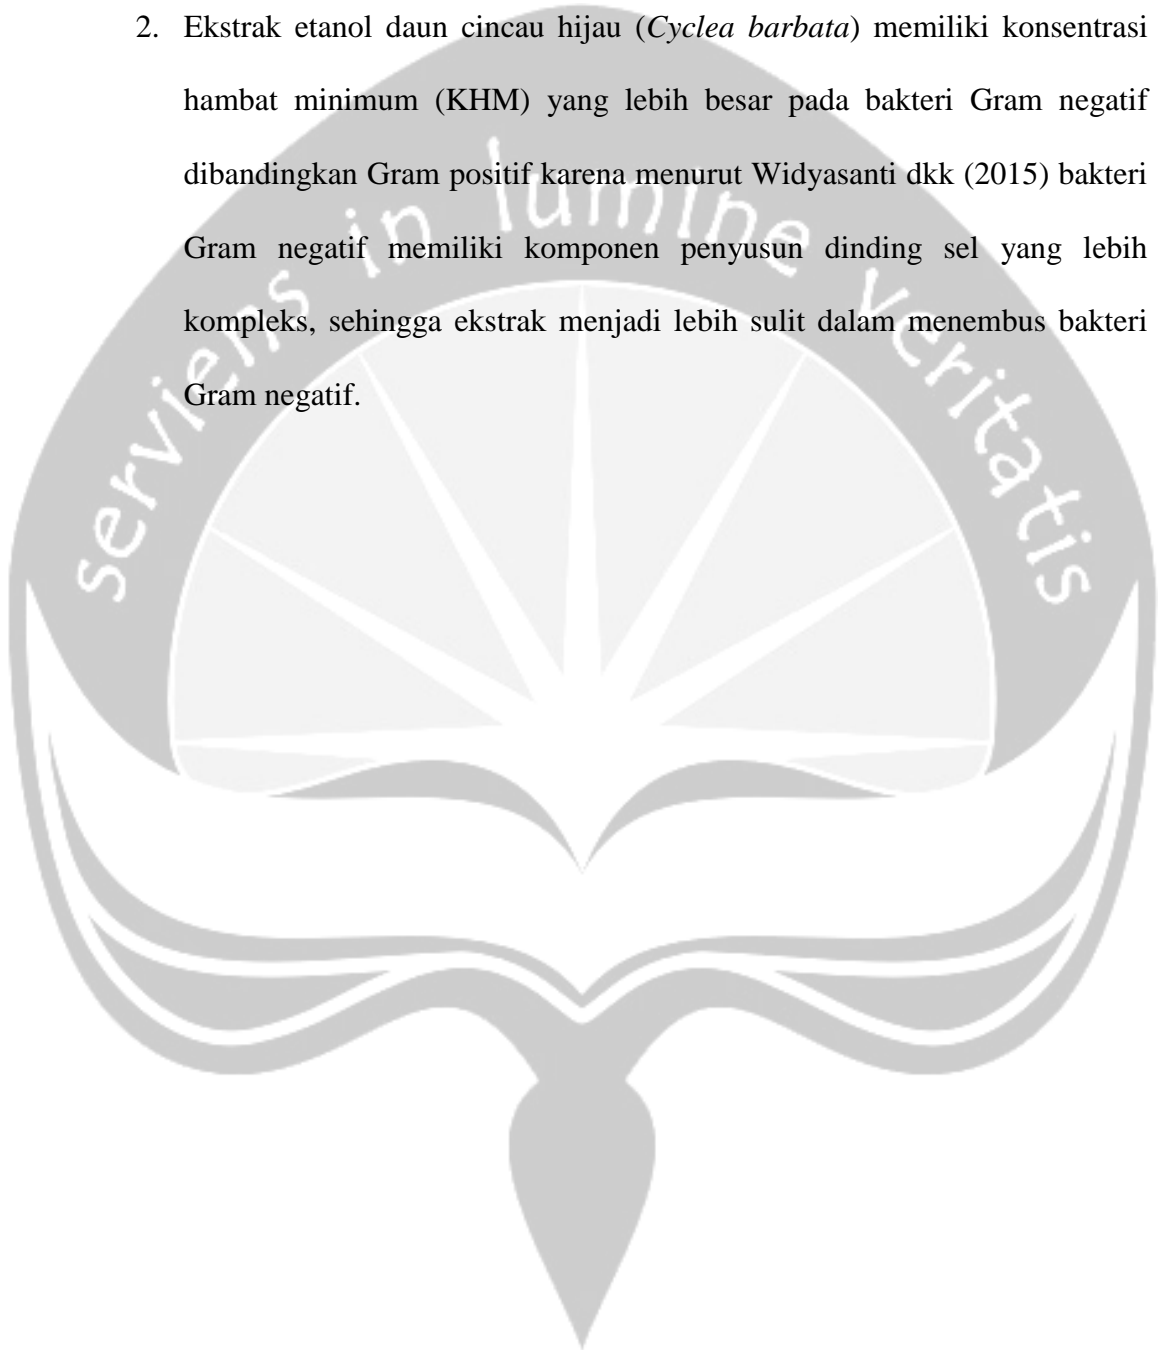 2. Ekstrak etanol daun cincau hijau (Cyclea barbata) memiliki konsentrasi
hambat minimum (KHM) yang lebih besar pada bakteri Gram negatif
dibandingkan Gram positif karena menurut Widyasanti dkk (2015) bakteri
Gram negatif memiliki komponen penyusun dinding sel yang lebih
kompleks, sehingga ekstrak menjadi lebih sulit dalam menembus bakteri
Gram negatif.
serviens in lumine veritatis